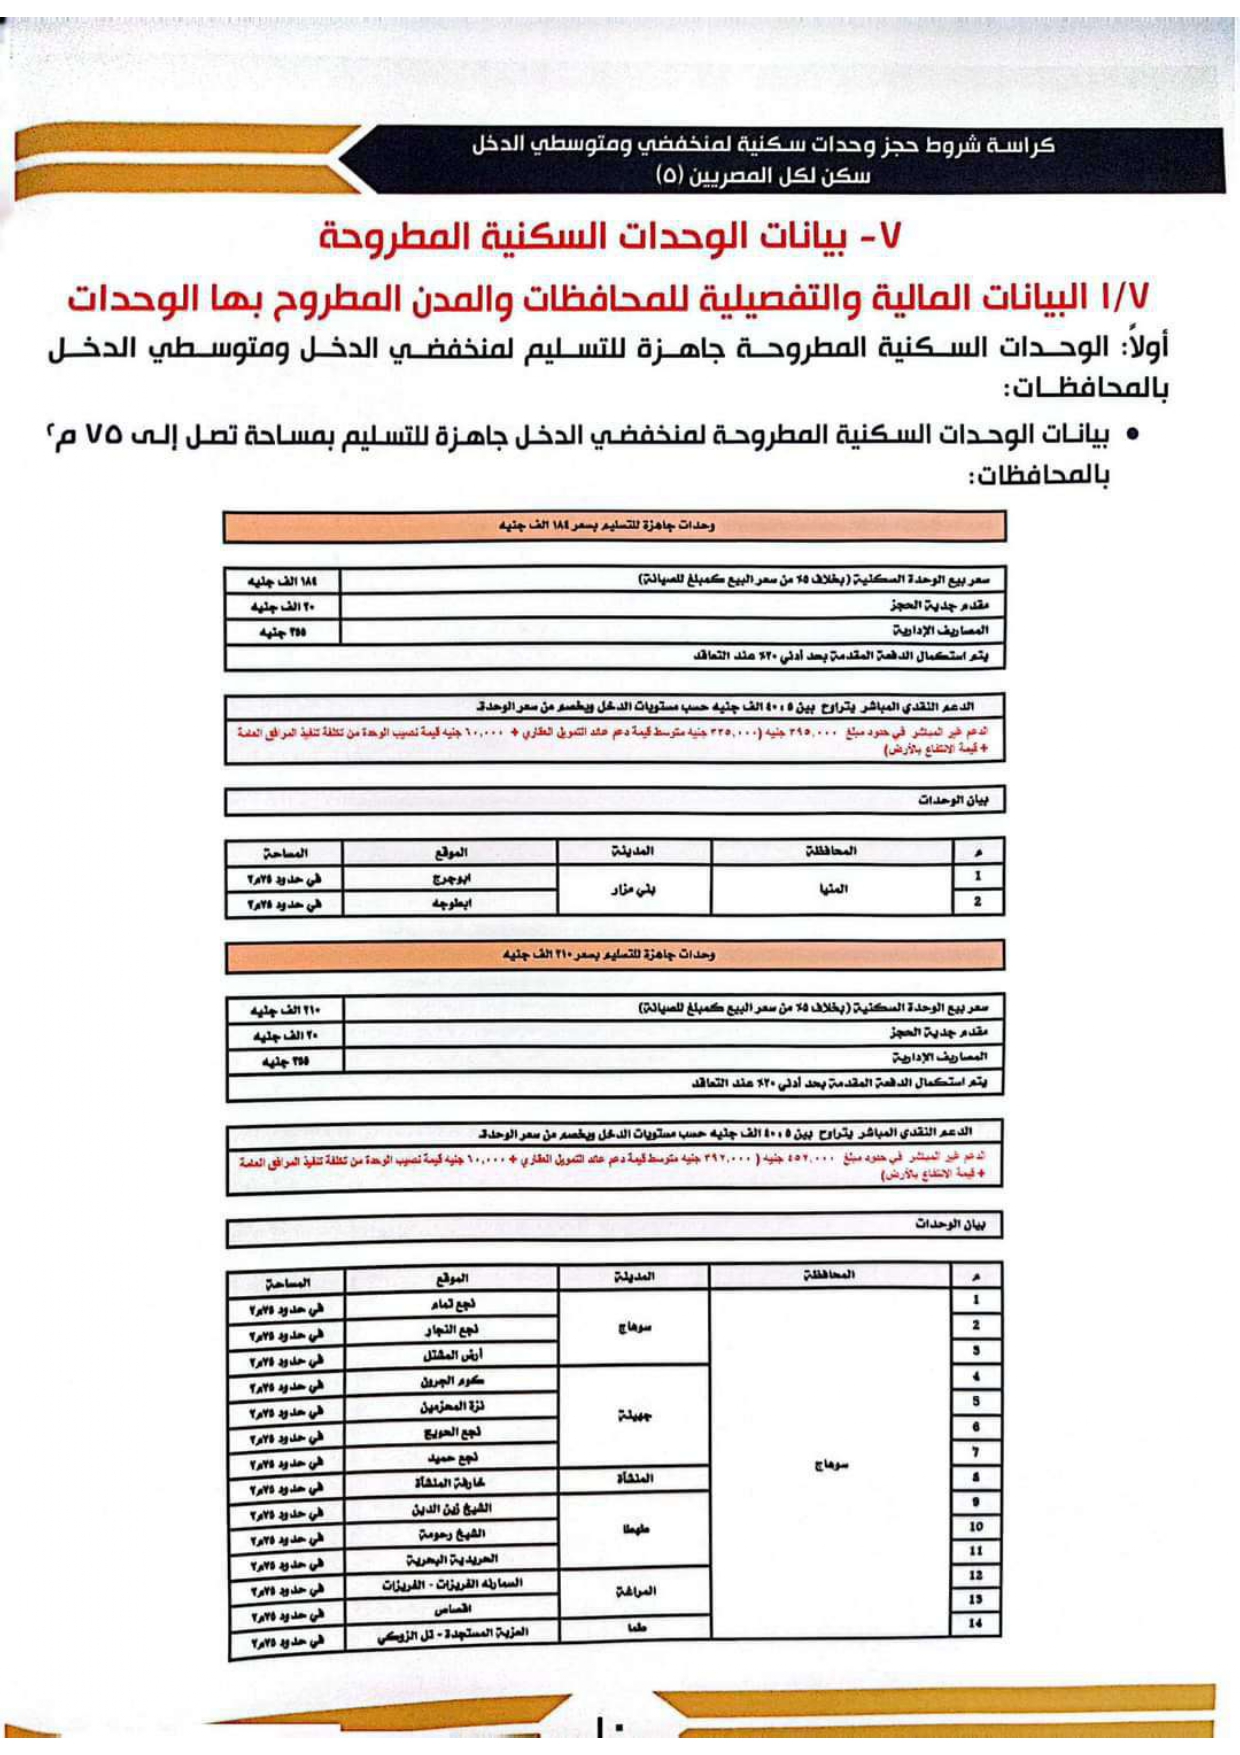 كراسة شروط حجز وحدات سكنية لمنخفضي ومتوسطي الدخل
سكن لكل المصريين (٥)
٧- بيانات الوحدات السكنية المطروحة
١/٧ البيانات المالية والتفصيلية للمحافظات والمدن المطروح بها الوحدات
أولاً: الوحدات السكنية المطروحة جاهزة للتسليم لمنخفضي الدخل ومتوسطي الدخل
بالمحافظات:
• بيانات الوحدات السكنية المطروحة لمنخفضي الدخل جاهزة للتسليم بمساحة تصل إلى ٧٥ م٢
بالمحافظات:
وحدات جاهزة للتسليم بسعر ١٨٤ الف جنيه
سعر بيع الوحدة السكنية (بخلاف ٥٪ من سعر البيع كمبلغ للصيانة) ١٨٤ الف جنيه
مقدم جدية الحجز ٢٠ الف جنيه
المصاريف الإدارية ٣٥٥ جنيه
يتم استكمال الدفعة المقدمة بحد أدني ٢٠٪ عند التعاقد
الدعم النقدي المباشر يتراوح بين ٥ ، ٤٠ الف جنيه حسب مستويات الدخل ويخصم من سعر الوحدة.
الدعم غير المباشر في حدود مبلغ ٣٩٥,٠٠٠ جنيه (٣٣٥,٠٠٠ جنيه متوسط قيمة دعم عائد التمويل العقاري + ٦٠,٠٠٠ جنيه قيمة نصيب الوحدة من تكلفة تنفيذ المرافق العامة
+ قيمة الانتفاع بالأرض)
بيان الوحدات
م المحافظة المدينة الموقع المساحة
1 المنيا بني مزار ابوجرج في حدود ٧٥م٢
2 ابطوجه في حدود ٧٥م٢
وحدات جاهزة للتسليم بسعر ٢١٠ الف جنيه
سعر بيع الوحدة السكنية (بخلاف ٥٪ من سعر البيع كمبلغ للصيانة) ٢١٠ الف جنيه
مقدم جدية الحجز ٢٠ الف جنيه
المصاريف الإدارية ٣٥٥ جنيه
يتم استكمال الدفعة المقدمة بحد أدني ٢٠٪ عند التعاقد
الدعم النقدي المباشر يتراوح بين ٥ ، ٤٠ الف جنيه حسب مستويات الدخل ويخصم من سعر الوحدة.
الدعم غير المباشر في حدود مبلغ ٤٥٢,٠٠٠ جنيه (٣٩٢,٠٠٠ جنيه متوسط قيمة دعم عائد التمويل العقاري + ٦٠,٠٠٠ جنيه قيمة نصيب الوحدة من تكلفة تنفيذ المرافق العامة
+ قيمة الانتفاع بالأرض)
بيان الوحدات
م المحافظة المدينة الموقع المساحة
1 سوهاج سوهاج نجع تمام في حدود ٧٥م٢
2 نجع النجار في حدود ٧٥م٢
3 أرض المشتل في حدود ٧٥م٢
4 جهينة كوم الجرون في حدود ٧٥م٢
5 نزة المحزمين في حدود ٧٥م٢
6 نجع الحويج في حدود ٧٥م٢
7 نجع حميد في حدود ٧٥م٢
8 المنشأة خارفة المنشأة في حدود ٧٥م٢
9 طهطا الشيخ زين الدين في حدود ٧٥م٢
10 الشيخ رحومة في حدود ٧٥م٢
11 الحريدية البحرية في حدود ٧٥م٢
12 المراغة السمارنه القريزات - القريزات في حدود ٧٥م٢
13 اقصاص في حدود ٧٥م٢
14 طما العزبة المستجدة - تل الزوكي في حدود ٧٥م٢
١٠